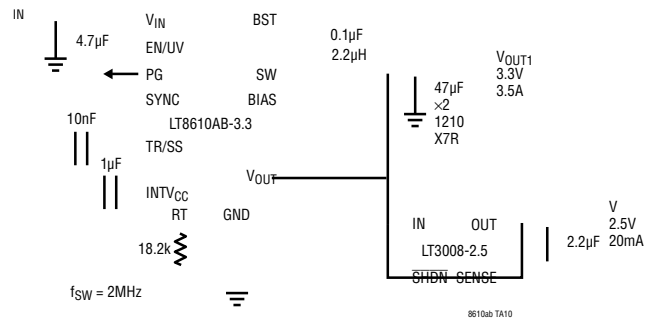 IN
VIN
BST
4.7μF
EN/UV
0.1μF
2.2μH
VOUT1
3.3V
3.5A
PG
SW
47μF
×2
1210
X7R
SYNC
BIAS
10nF
LT8610AB-3.3
TR/SS
1μF
VOUT
INTVCC
RT
GND
18.2k
IN
OUT
LT3008-2.5
SHDN
SENSE
2.2μF
V
2.5V
20mA
fSW = 2MHz
8610ab TA10